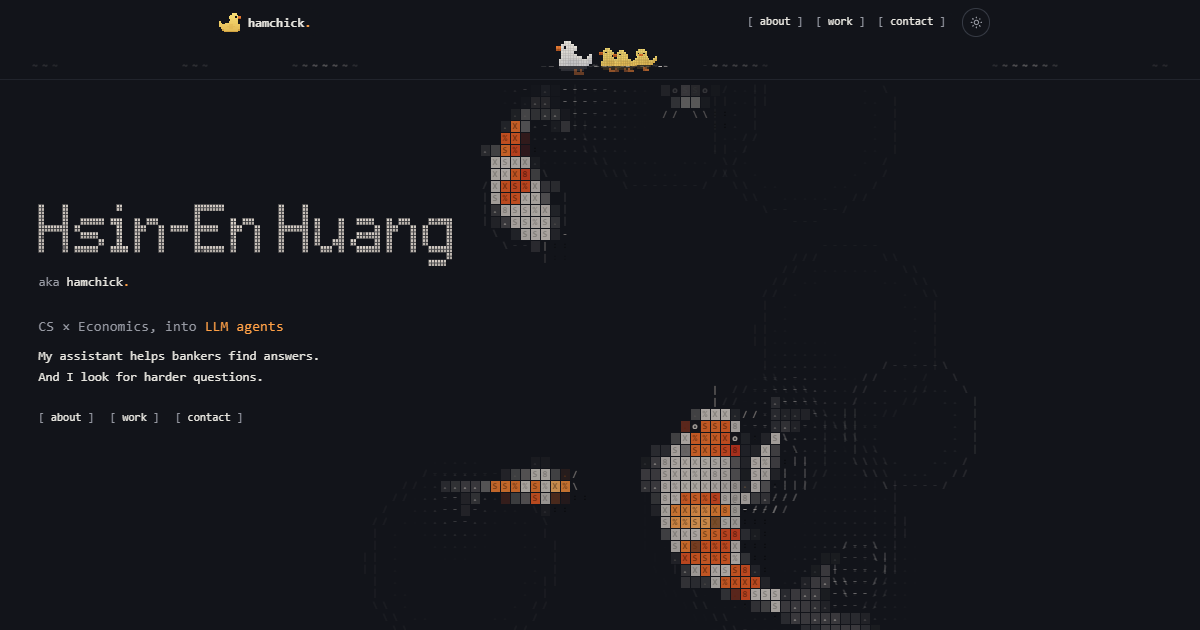 hamchick.
[ about ] [ work ] [ contact ]
Hsin-En Huang
aka hamchick.
CS × Economics, into LLM agents
My assistant helps bankers find answers.
And I look for harder questions.
[ about ] [ work ] [ contact ]